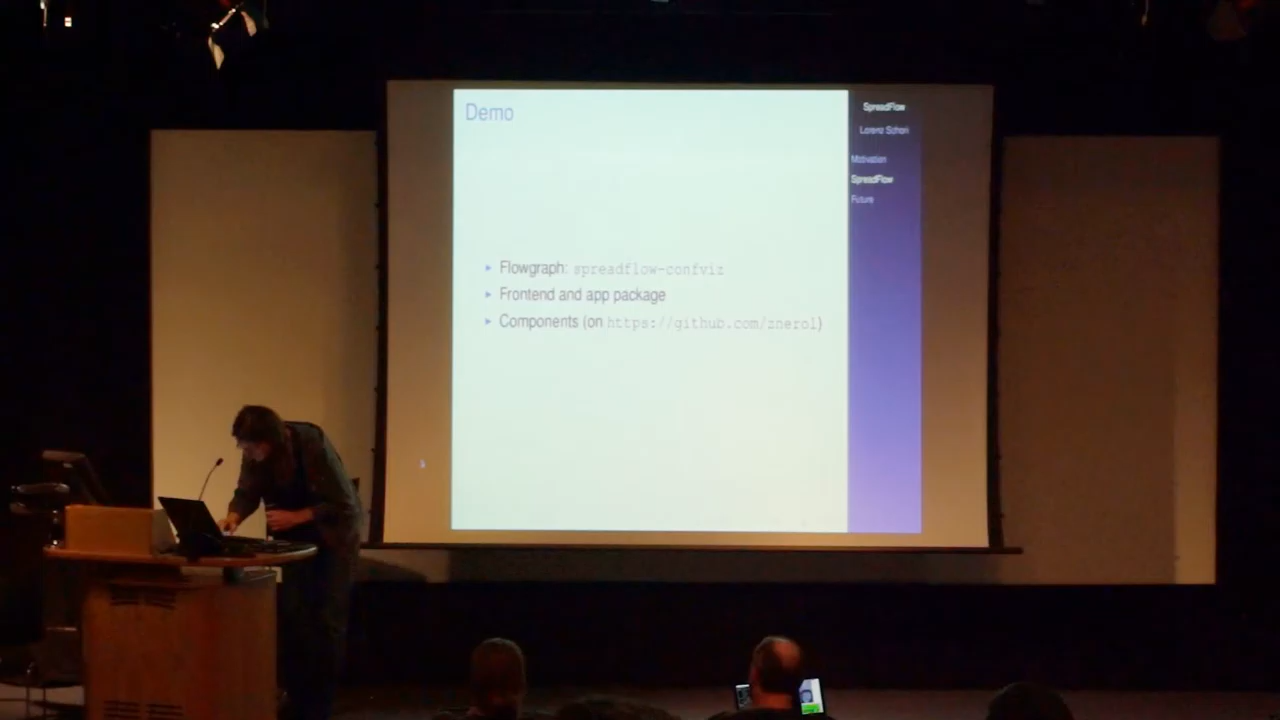 Demo
▸ Flowgraph: spreadflow-confviz
▸ Frontend and app package
▸ Components (on https://github.com/znerol)
SpreadFlow
Lorenz Schori
Motivation
SpreadFlow
Future